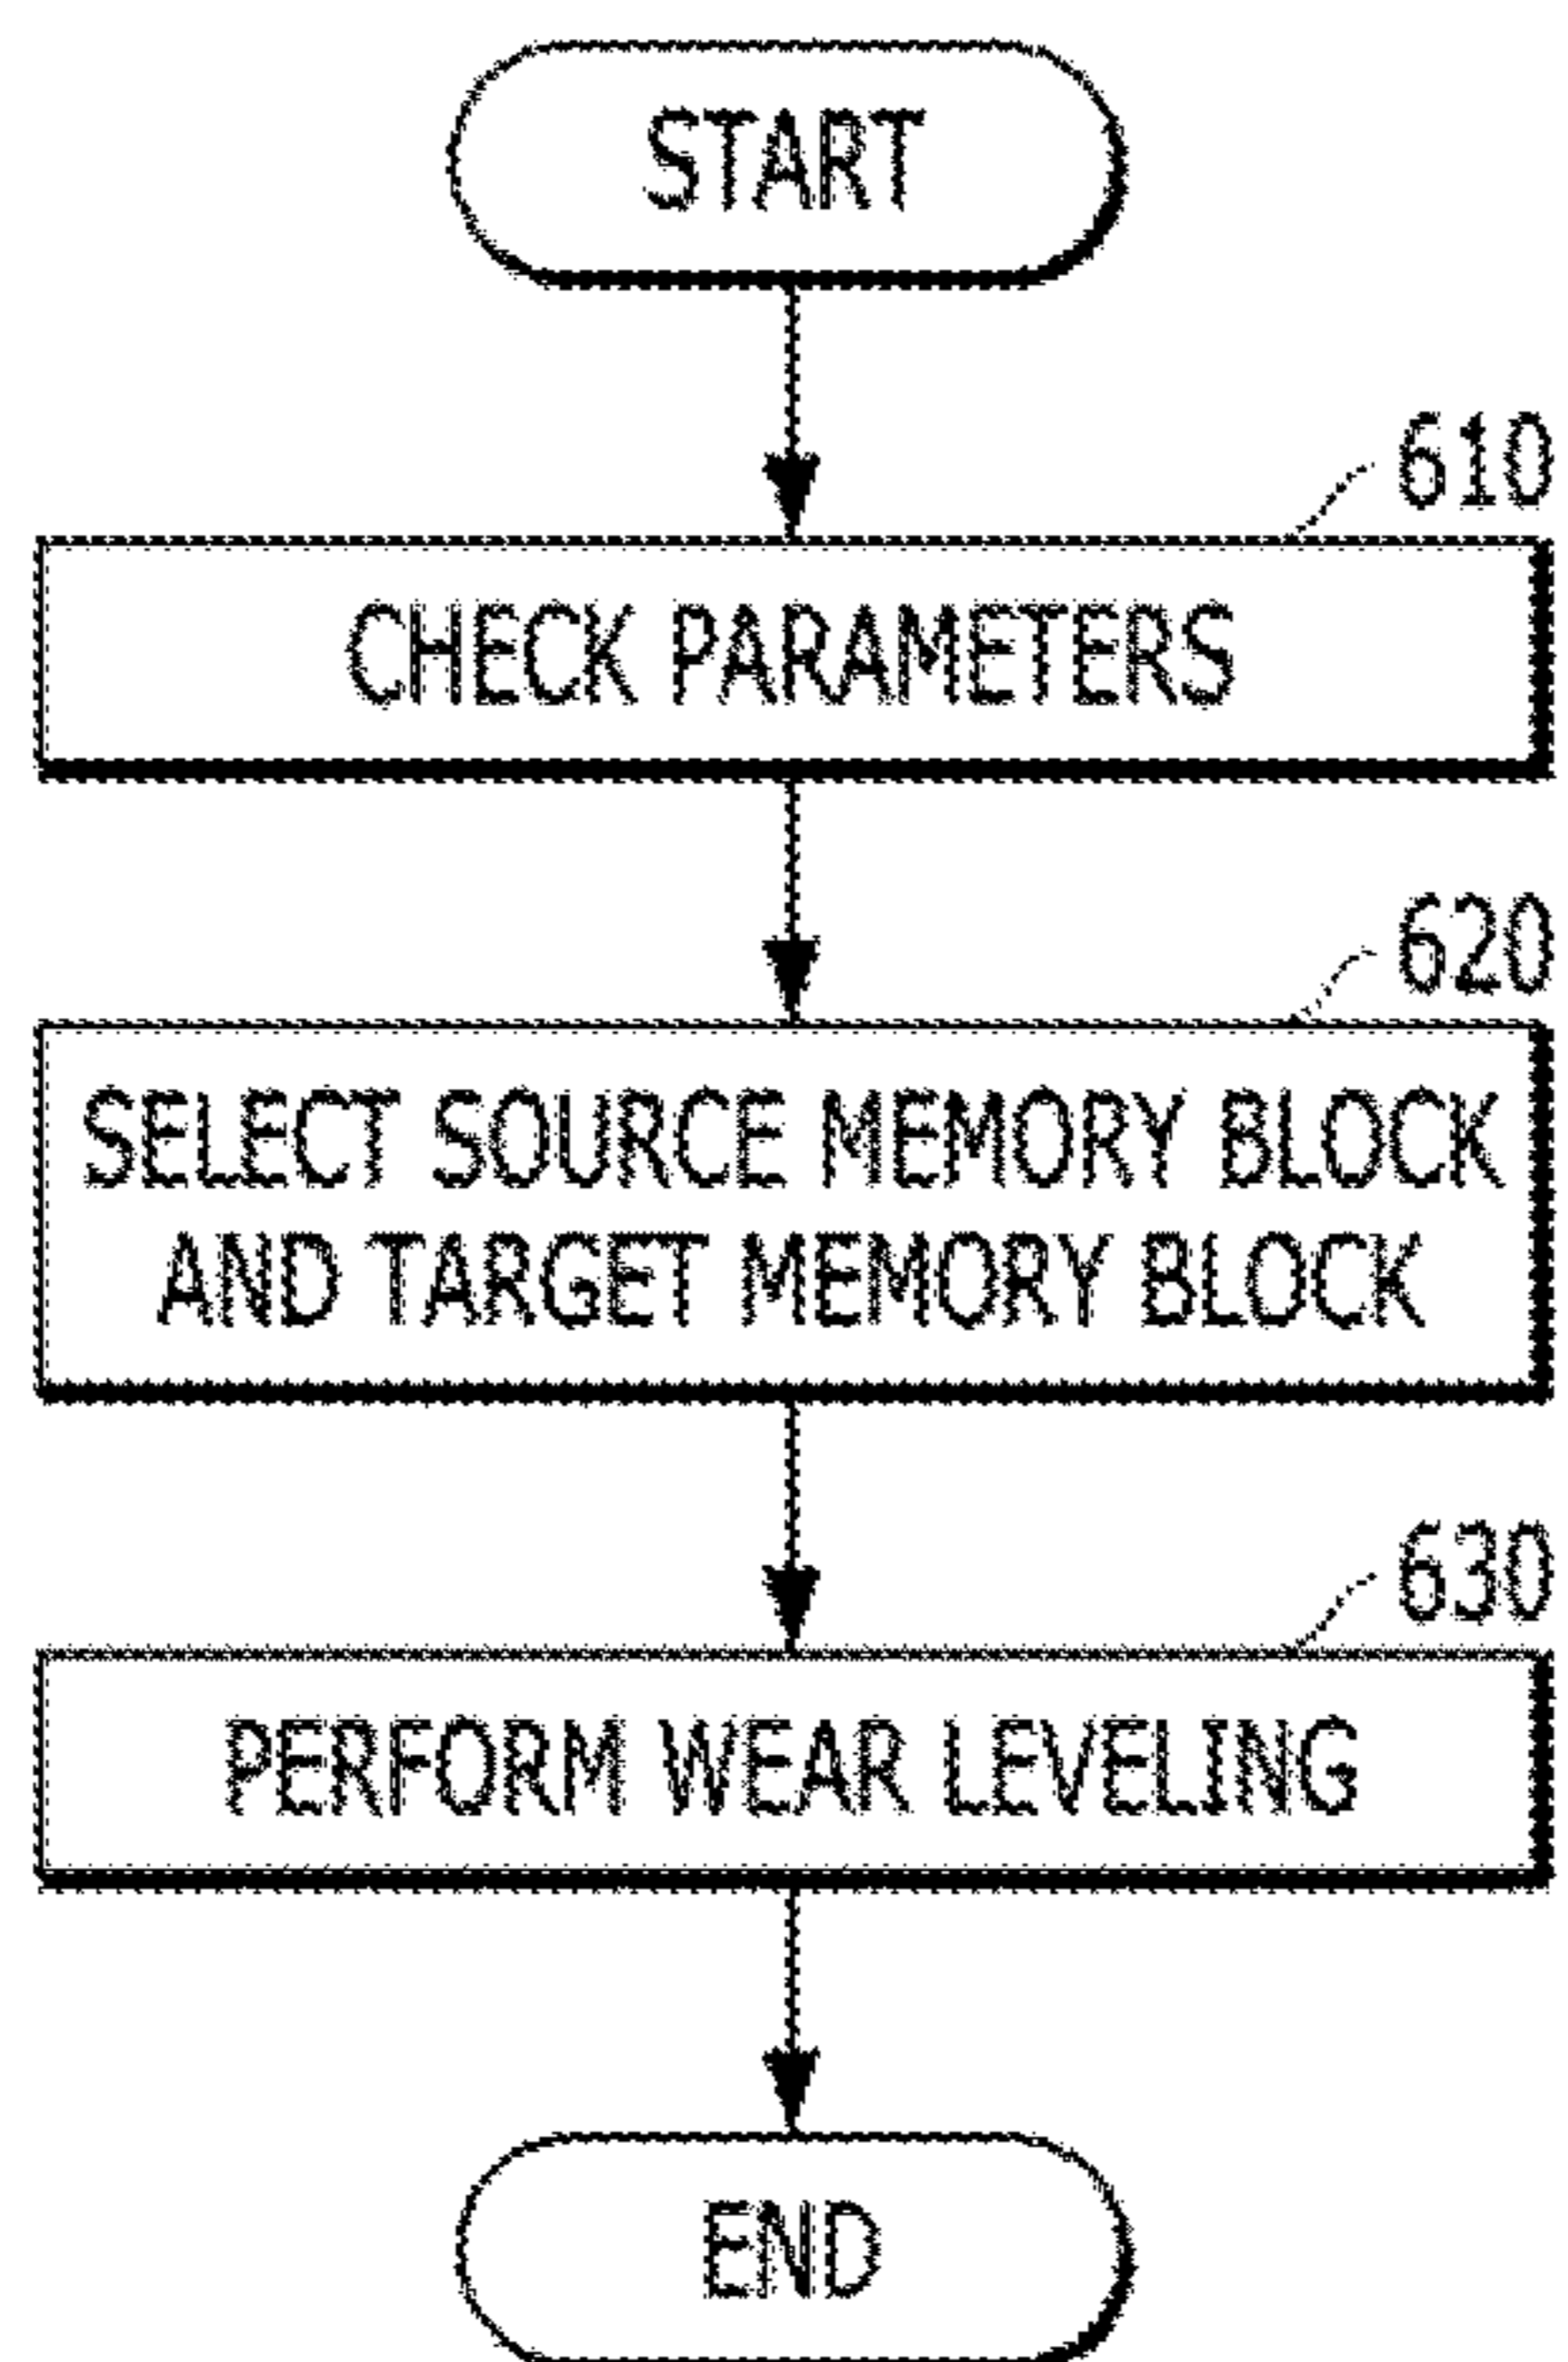 START
610
CHECK PARAMETERS
620
SELECT SOURCE MEMORY BLOCK
AND TARGET MEMORY BLOCK
630
PERFORM WEAR LEVELING
END